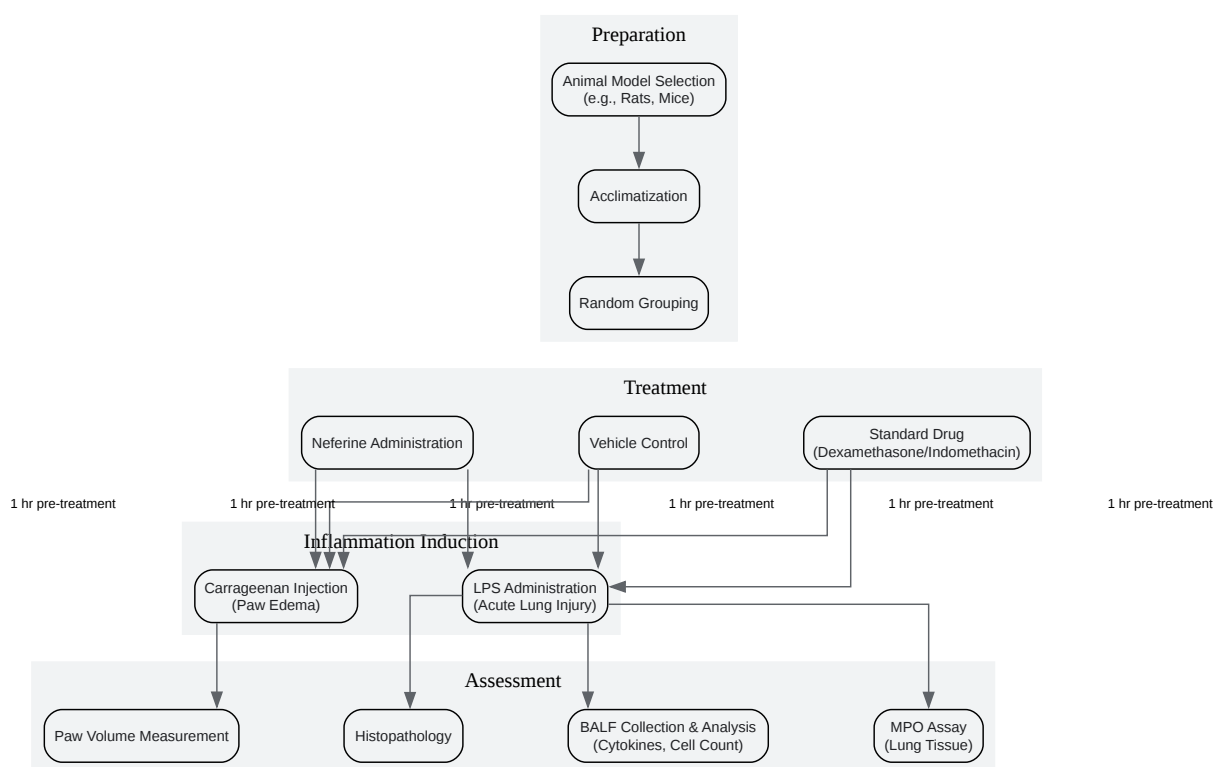 Preparation
Animal Model Selection
(e.g., Rats, Mice)
Acclimatization
Random Grouping
Treatment
Neferine Administration
Vehicle Control
Standard Drug
(Dexamethasone/Indomethacin)
1 hr pre-treatment
1 hr pre-treatment
1 hr pre-treatment
1 hr pre-treatment
1 hr pre-treatment
1 hr pre-treatment
Inflammation Induction
Carrageenan Injection
(Paw Edema)
LPS Administration
(Acute Lung Injury)
Assessment
Paw Volume Measurement
Histopathology
BALF Collection & Analysis
(Cytokines, Cell Count)
MPO Assay
(Lung Tissue)